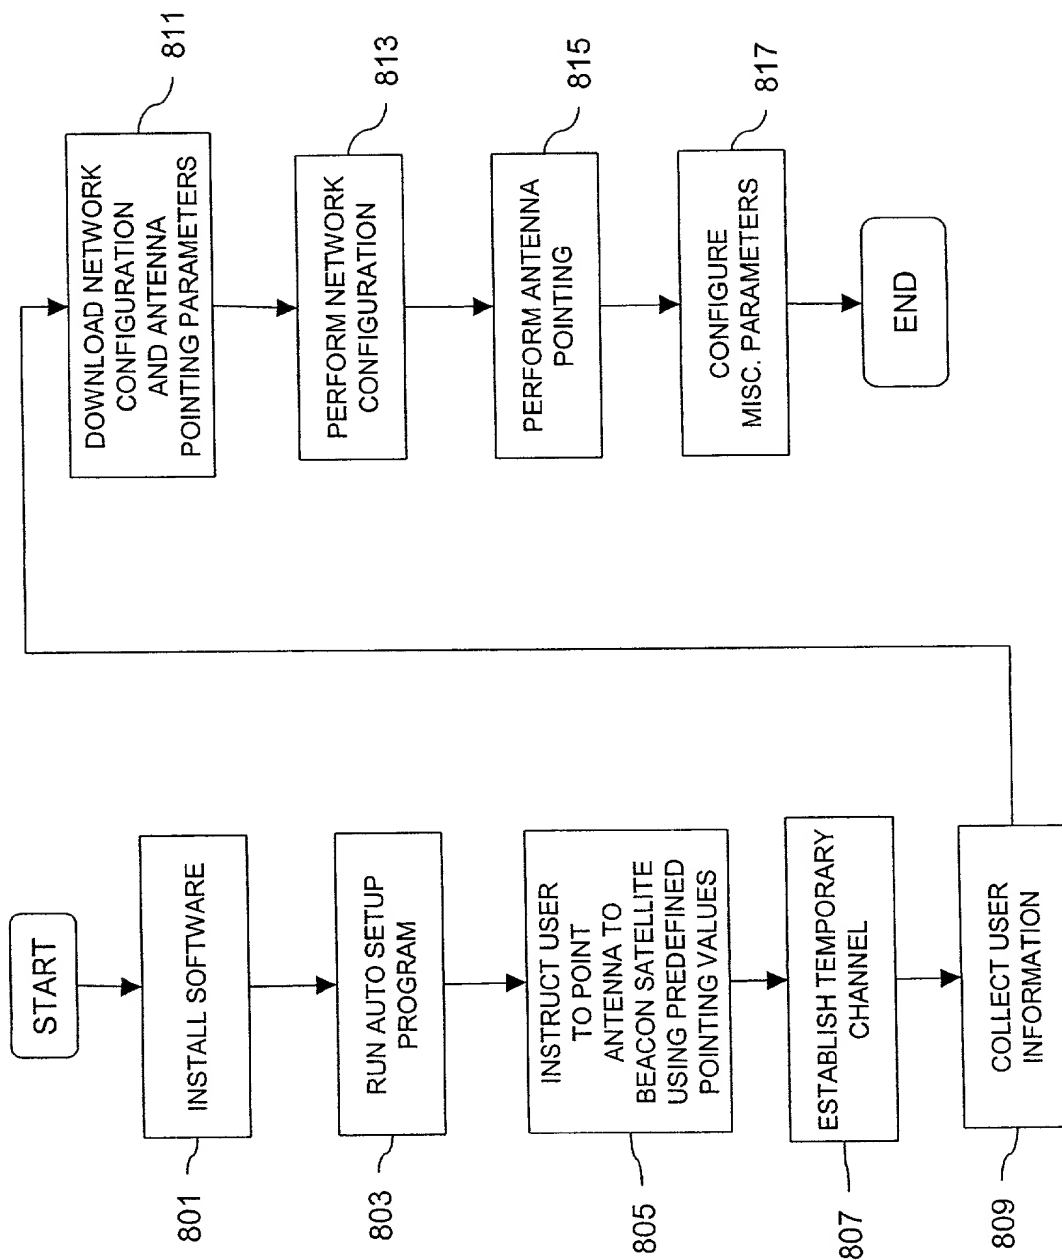 START
INSTALL SOFTWARE
801
RUN AUTO SETUP
PROGRAM
803
INSTRUCT USER
TO POINT
ANTENNA TO
BEACON SATELLITE
USING PREDEFINED
POINTING VALUES
805
ESTABLISH TEMPORARY
CHANNEL
807
COLLECT USER
INFORMATION
809
DOWNLOAD NETWORK
CONFIGURATION
AND ANTENNA
POINTING PARAMETERS
811
PERFORM NETWORK
CONFIGURATION
813
PERFORM ANTENNA
POINTING
815
CONFIGURE
MISC. PARAMETERS
817
END